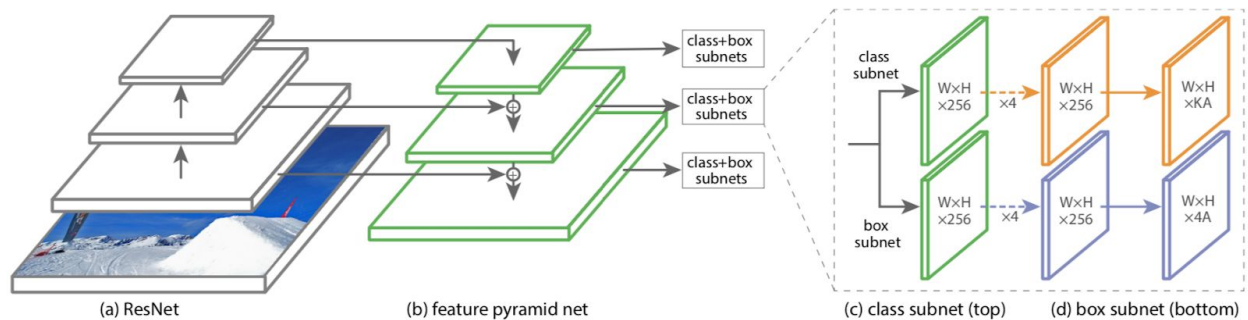 class+box
subnets
class+box
subnets
class+box
subnets
class
subnet
W×H
×256
×4
W×H
×256
W×H
×KA
box
subnet
W×H
×256
×4
W×H
×256
W×H
×4A
(a) ResNet
(b) feature pyramid net
(c) class subnet (top)
(d) box subnet (bottom)